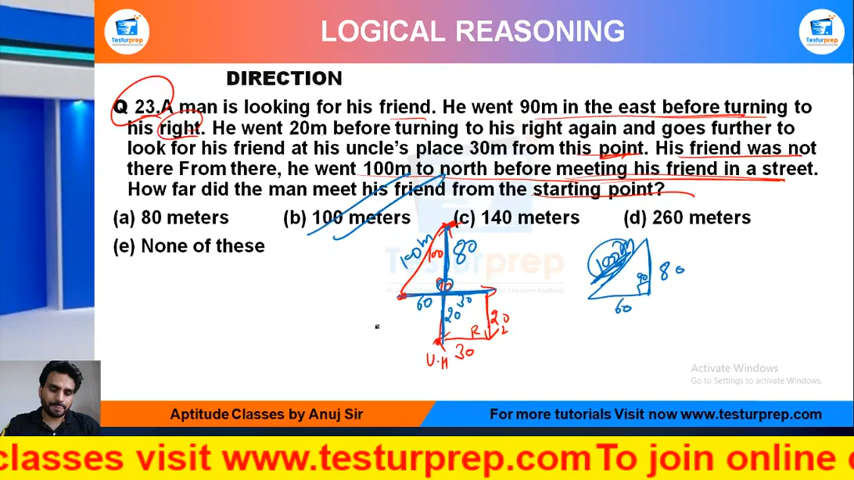 LOGICAL REASONING
Testurprep
Testurprep
DIRECTION
Q 23.A man is looking for his friend. He went 90m in the east before turning to
his right. He went 20m before turning to his right again and goes further to
look for his friend at his uncle's place 30m from this point. His friend was not
there From there, he went 100m to north before meeting his friend in a street.
How far did the man meet his friend from the starting point?
(a) 80 meters (b) 100 meters (c) 140 meters (d) 260 meters
(e) None of these
100m 100 80
100m 90 80
60
90
60 30
20 20
R L
U.H 30
Testurprep
Activate Windows
Go to Settings to activate Windows.
Aptitude Classes by Anuj Sir For more tutorials Visit now www.testurprep.com
classes visit www.testurprep.com To join online